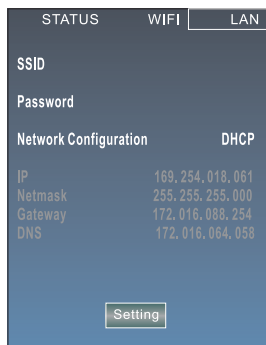 STATUS WIFI LAN
SSID
Password
Network Configuration DHCP
IP 169. 254. 018. 061
Netmask 255. 255. 255. 000
Gateway 172. 016. 088. 254
DNS 172. 016. 064. 058
Setting